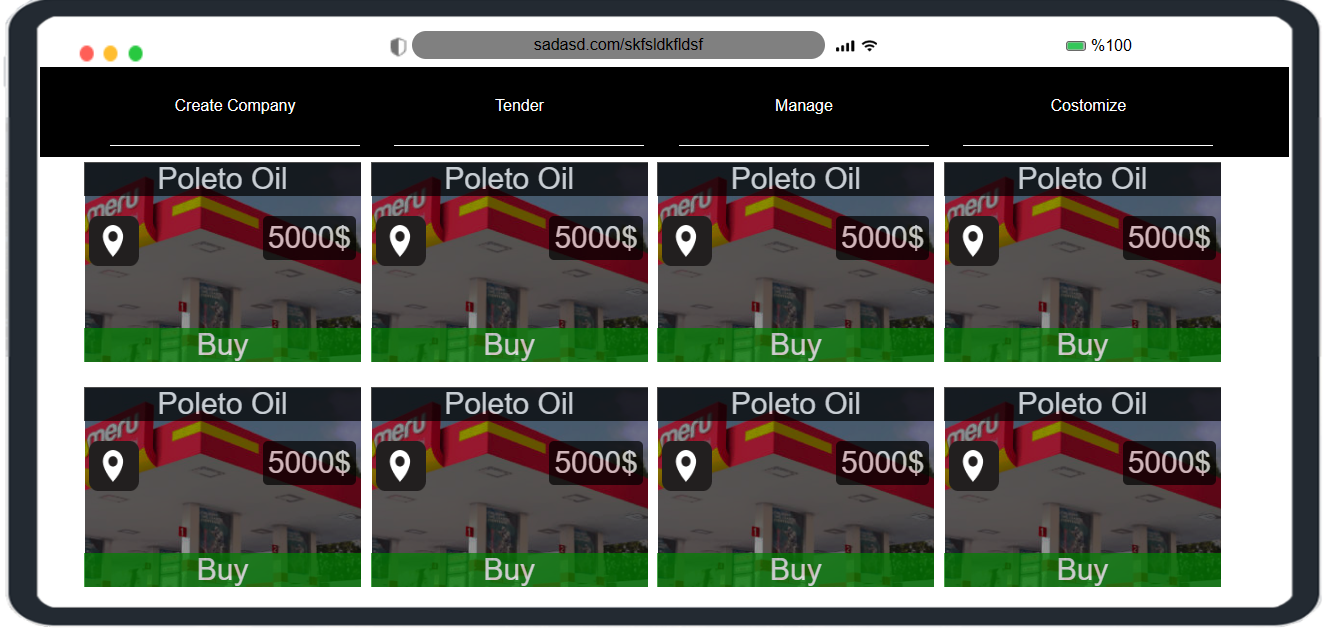 sadasd.com/skfsldkfldsf
%100
Create Company
Tender
Manage
Costomize
Poleto Oil
Poleto Oil
Poleto Oil
Poleto Oil
meru
meru
meru
meru
5000$
5000$
5000$
5000$
Buy
Buy
Buy
Buy
Poleto Oil
Poleto Oil
Poleto Oil
Poleto Oil
meru
meru
meru
meru
5000$
5000$
5000$
5000$
Buy
Buy
Buy
Buy